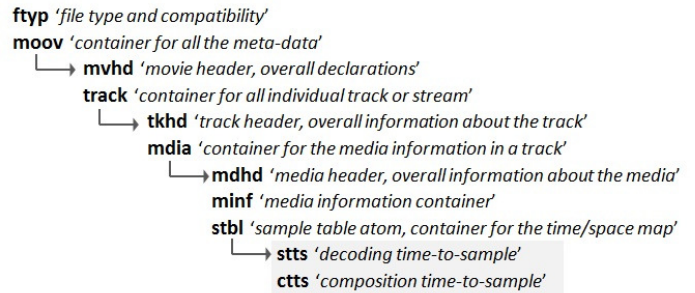 ftyp ‘file type and compatibility’
moov ‘container for all the meta-data’
mvhd ‘movie header, overall declarations’
track ‘container for all individual track or stream’
tkhd ‘track header, overall information about the track’
mdia ‘container for the media information in a track’
mdhd ‘media header, overall information about the media’
minf ‘media information container’
stbl ‘sample table atom, container for the time/space map’
stts ‘decoding time-to-sample’
ctts ‘composition time-to-sample’